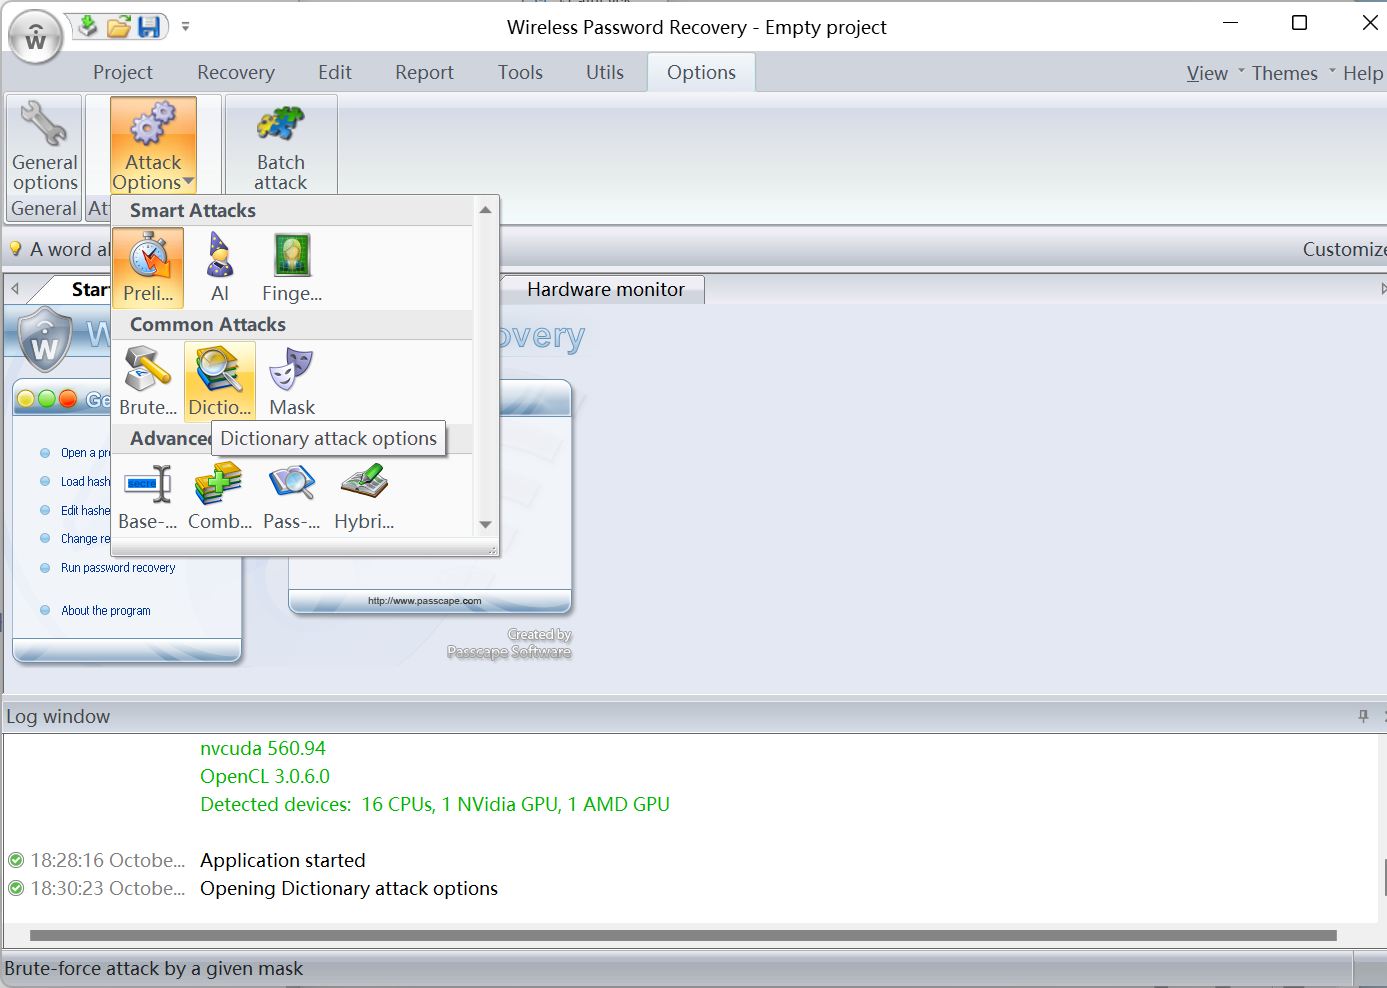 Wireless Password Recovery - Empty project
Project Recovery Edit Report Tools Utils Options View Themes Help
General options
Attack Options
Batch attack
General
Smart Attacks
Preli... AI Finge...
Common Attacks
Brute... Dictio... Mask
Dictionary attack options
Advanced
secre
Base-... Comb... Pass-... Hybri...
A word
Customize
Star
Hardware monitor
W
W
overy
Ge
Open a pr
Load hash
Edit hashe
Change re
Run password recovery
About the program
http://www.passcape.com
Created by
Passcape Software
Log window
nvcuda 560.94
OpenCL 3.0.6.0
Detected devices: 16 CPUs, 1 NVidia GPU, 1 AMD GPU
18:28:16 Octobe... Application started
18:30:23 Octobe... Opening Dictionary attack options
Brute-force attack by a given mask